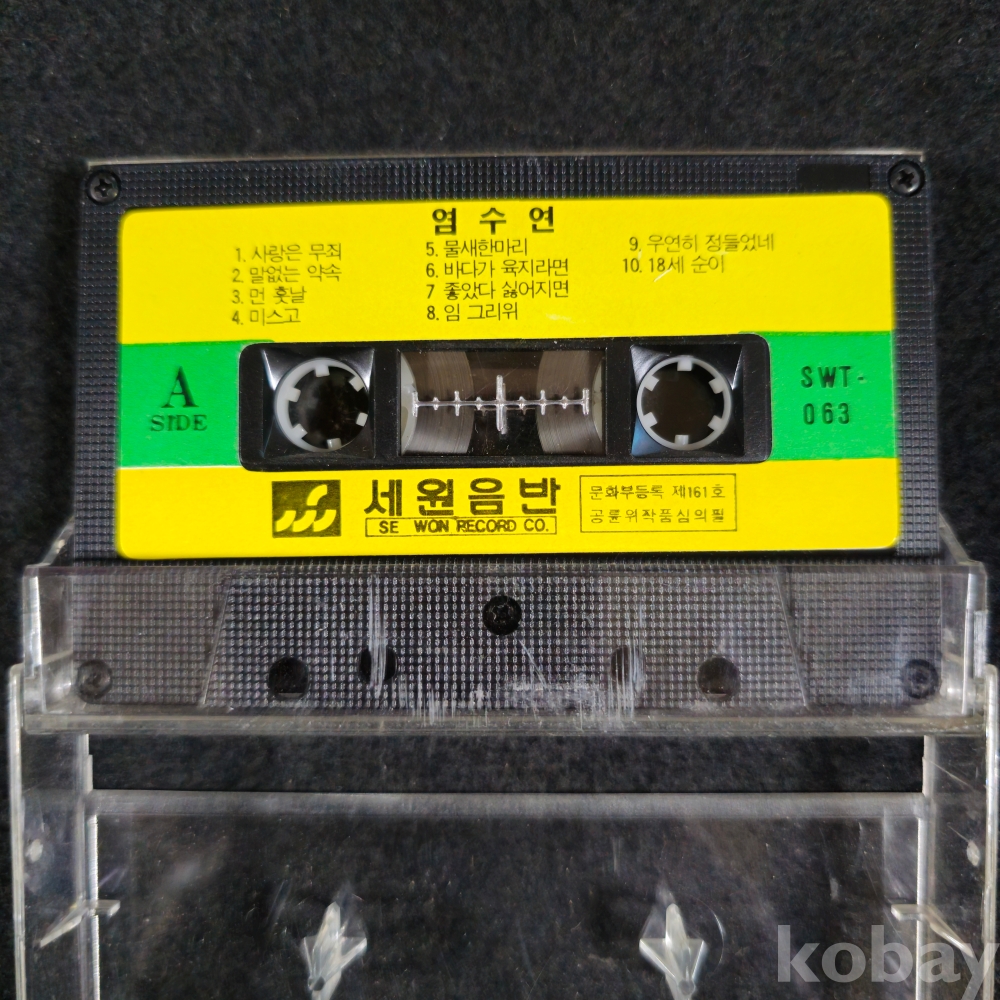 염 수 연
1. 사랑은 무죄
2. 말없는 약속
3. 먼 훗날
4. 미스고
5. 물새한마리
6. 바다가 육지라면
7 좋았다 싫어지면
8. 임 그리워
9. 우연히 정들었네
10. 18세 순이
A
SIDE
SWT-
063
세원음반
SE WON RECORD CO.
문화부등록 제161호
공륜위작품심의필
kobay